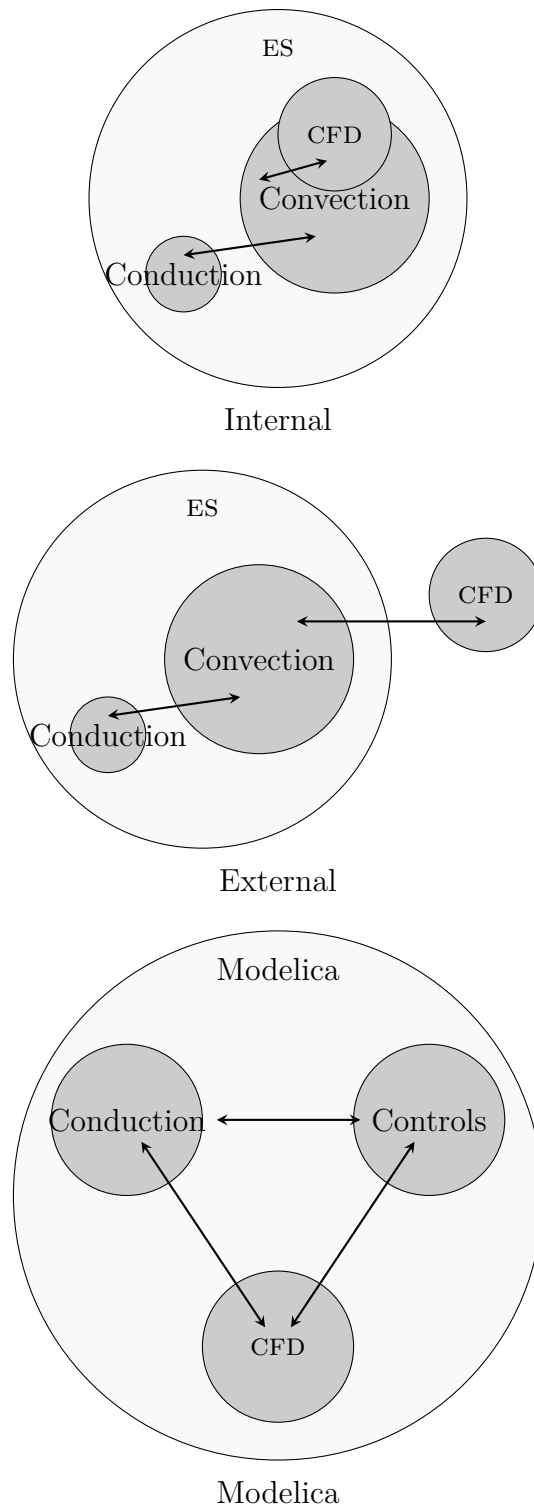 ES
CFD
Convection
Conduction
Internal
ES
CFD
Convection
Conduction
External
Modelica
Conduction
Controls
CFD
Modelica